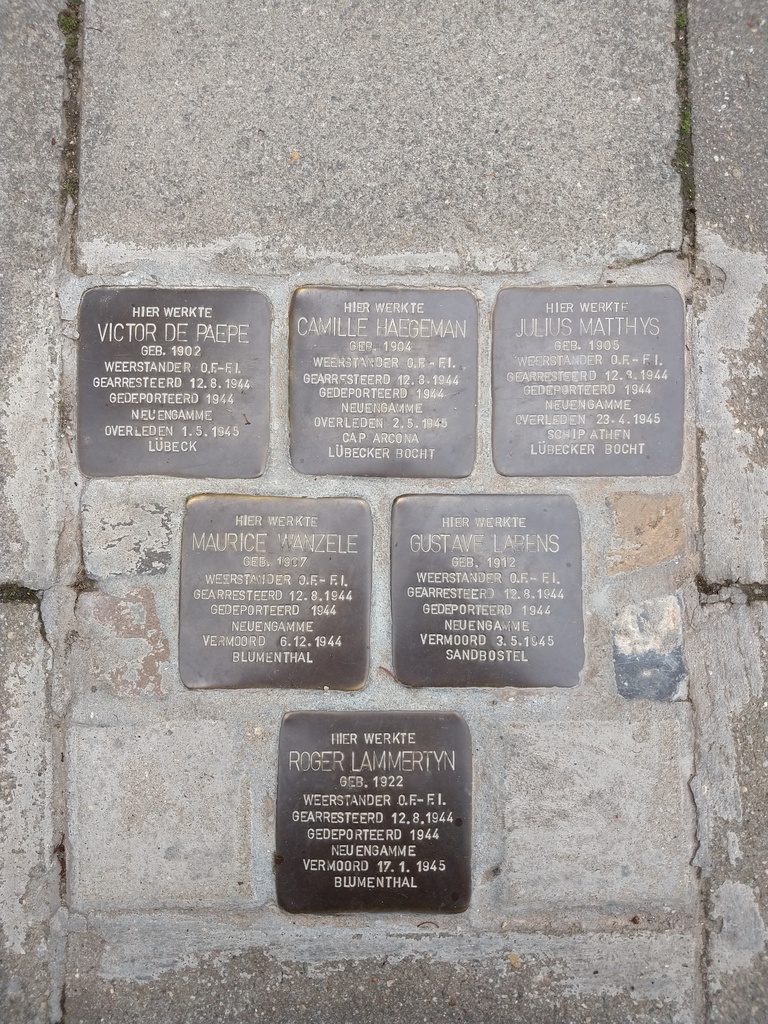 HIER WERKTE
VICTOR DE PAEPE
GEB. 1902
WEERSTANDER O.F.-F.I.
GEARRESTEERD 12.8.1944
GEDEPORTEERD 1944
NEUENGAMME
OVERLEDEN 1.5.1945
LÜBECK
HIER WERKTE
CAMILLE HAEGEMAN
GEB. 1904
WEERSTANDER O.F.-F.I.
GEARRESTEERD 12.8.1944
GEDEPORTEERD 1944
NEUENGAMME
OVERLEDEN 2.5.1945
CAP ARCONA
LÜBECKER BOCHT
HIER WERKTE
JULIUS MATTHYS
GEB. 1905
WEERSTANDER O.F.-F.I.
GEARRESTEERD 12.8.1944
GEDEPORTEERD 1944
NEUENGAMME
OVERLEDEN 23.4.1945
SCHIP ATHEN
LÜBECKER BOCHT
HIER WERKTE
MAURICE WANZELE
GEB.
WEERSTANDER O.F.-F.I.
GEARRESTEERD 12.8.1944
GEDEPORTEERD 1944
NEUENGAMME
VERMOORD 6.12.1944
BLUMENTHAL
HIER WERKTE
GUSTAVE
GEB. 1912
WEERSTANDER O.F.-F.I.
GEARRESTEERD 12.8.1944
GEDEPORTEERD 1944
NEUENGAMME
VERMOORD 3.5.1945
SANDBOSTEL
HIER WERKTE
ROGER LAMMERTYN
GEB. 1922
WEERSTANDER O.F.-F.I.
GEARRESTEERD 12.8.1944
GEDEPORTEERD 1944
NEUENGAMME
VERMOORD 17.1.1945
BLUMENTHAL